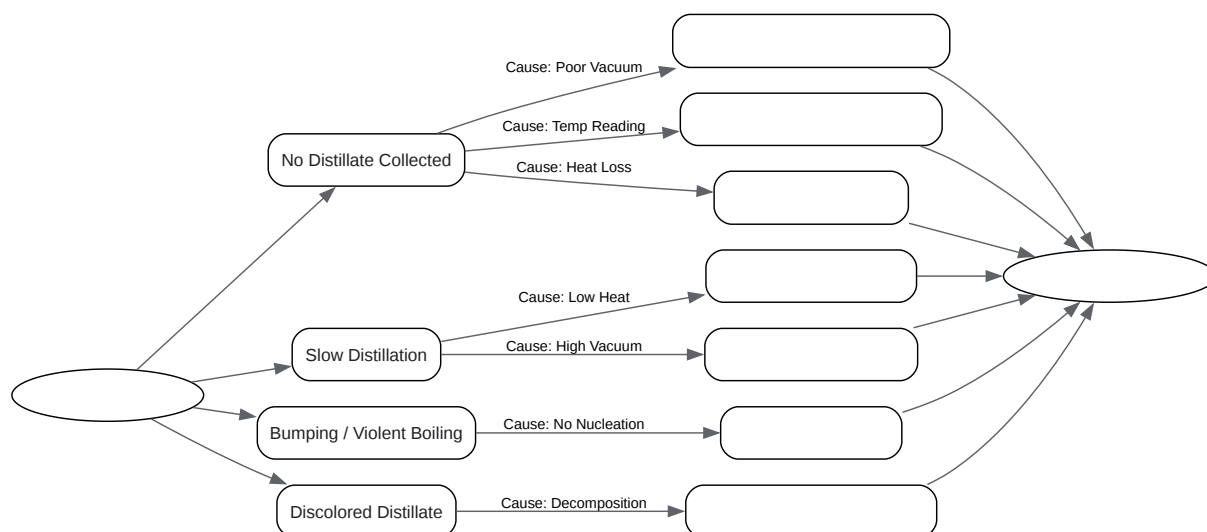 Cause: Poor Vacuum
Cause: Temp Reading
No Distillate Collected
Cause: Heat Loss
Cause: Low Heat
Slow Distillation
Cause: High Vacuum
Bumping / Violent Boiling
Cause: No Nucleation
Discolored Distillate
Cause: Decomposition